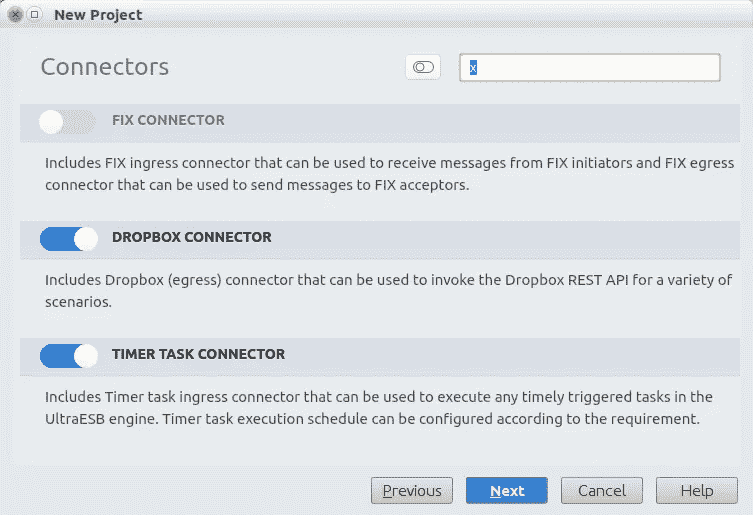 New Project
Connectors
x
FIX CONNECTOR
Includes FIX ingress connector that can be used to receive messages from FIX initiators and FIX egress
connector that can be used to send messages to FIX acceptors.
DROPBOX CONNECTOR
Includes Dropbox (egress) connector that can be used to invoke the Dropbox REST API for a variety of
scenarios.
TIMER TASK CONNECTOR
Includes Timer task ingress connector that can be used to execute any timely triggered tasks in the
UltraESB engine. Timer task execution schedule can be configured according to the requirement.
Previous Next Cancel Help